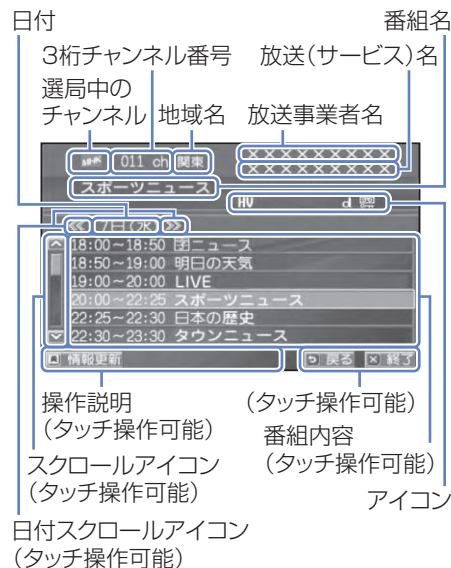 日付
番組名
3桁チャンネル番号
放送(サービス)名
選局中の
チャンネル
地域名
放送事業者名
NHK
011 ch
関東
XXXXXXXXXX
XXXXXXXXXX
スポーツニュース
HV
d
7日(水)
18:00~18:50 字ニュース
18:50~19:00 明日の天気
19:00~20:00 LIVE
20:00~22:25 スポーツニュース
22:25~22:30 日本の歴史
22:30~23:30 タウンニュース
情報更新
戻る
終了
操作説明
(タッチ操作可能)
(タッチ操作可能)
番組内容
(タッチ操作可能)
スクロールアイコン
(タッチ操作可能)
アイコン
日付スクロールアイコン
(タッチ操作可能)